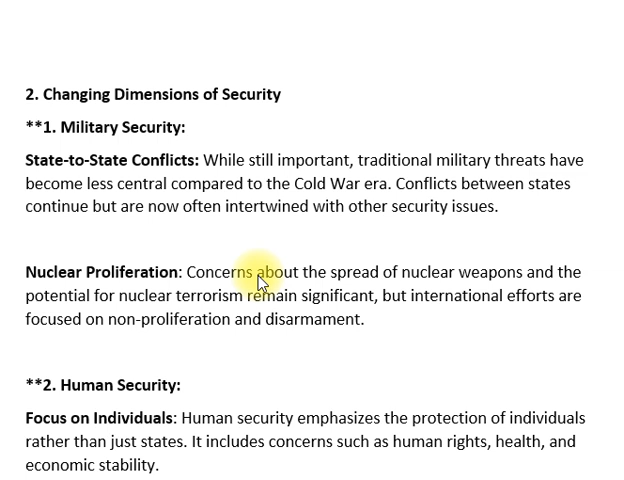 2. Changing Dimensions of Security
**1. Military Security:
State-to-State Conflicts: While still important, traditional military threats have
become less central compared to the Cold War era. Conflicts between states
continue but are now often intertwined with other security issues.
Nuclear Proliferation: Concerns about the spread of nuclear weapons and the
potential for nuclear terrorism remain significant, but international efforts are
focused on non-proliferation and disarmament.
**2. Human Security:
Focus on Individuals: Human security emphasizes the protection of individuals
rather than just states. It includes concerns such as human rights, health, and
economic stability.